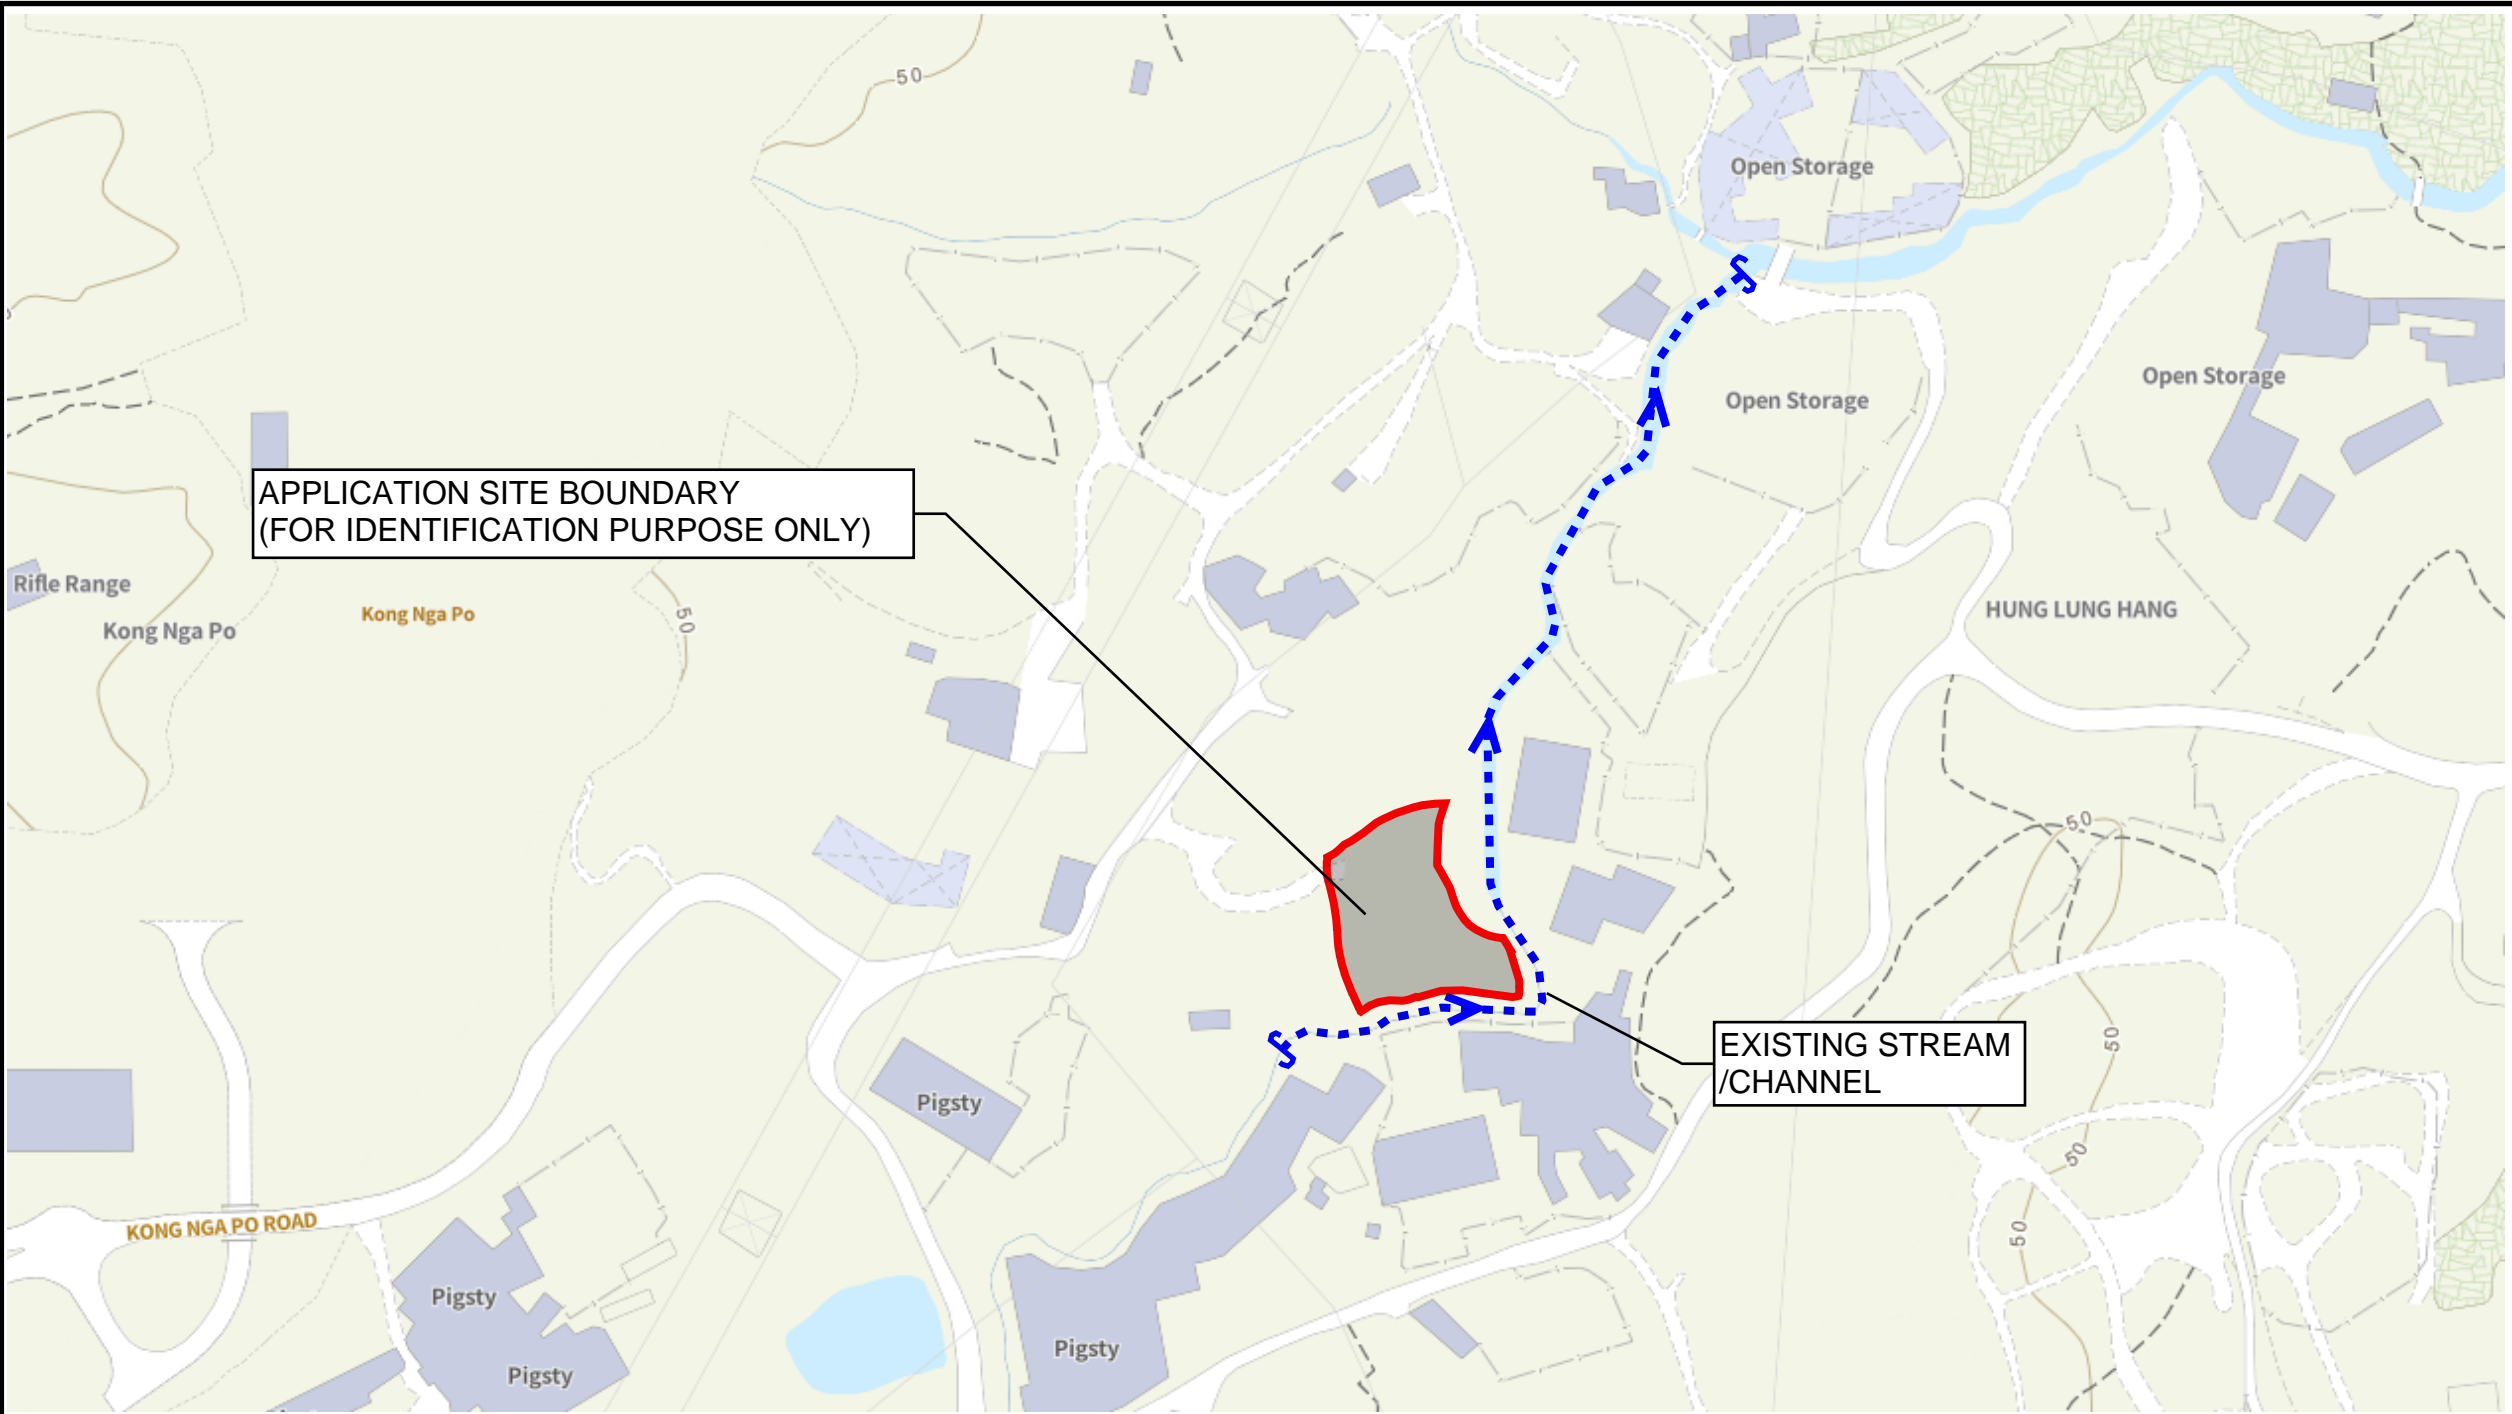 50
Open Storage
Open Storage
Open Storage
APPLICATION SITE BOUNDARY
(FOR IDENTIFICATION PURPOSE ONLY)
Rifle Range
Kong Nga Po
Kong Nga Po
50
HUNG LUNG HANG
50
EXISTING STREAM
/CHANNEL
50
Pigsty
50
KONG NGA PO ROAD
50
Pigsty
Pigsty
Pigsty